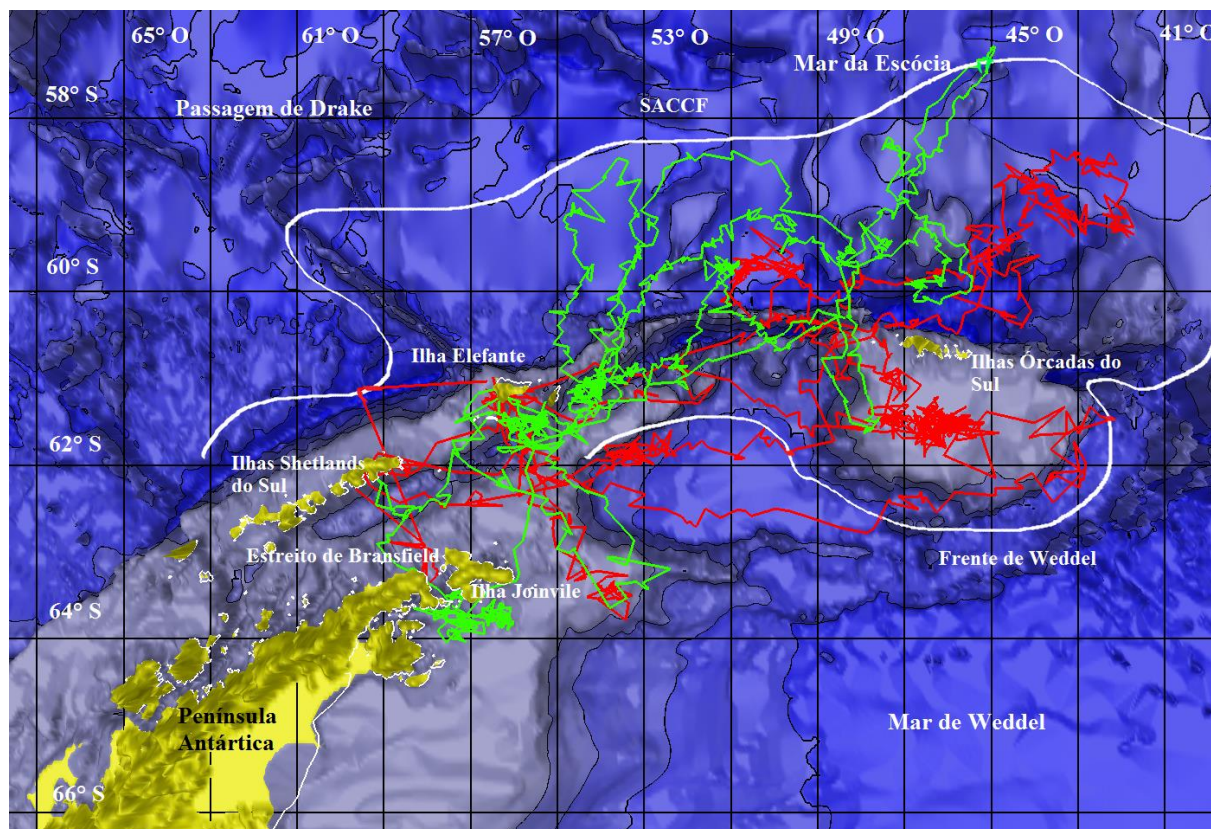 65° O
61° O
57° O
53° O
49° O
45° O
41° O
Mar da Escócia
58° S
Passagem de Drake
SACCF
60° S
Ilha Elefante
Ilhas Órcadas do
Sul
62° S
Ilhas Shetlands
do Sul
Estreito de Bransfield
Frente de Weddel
Ilha Joinvile
64° S
Península
Antártica
Mar de Weddel
66° S